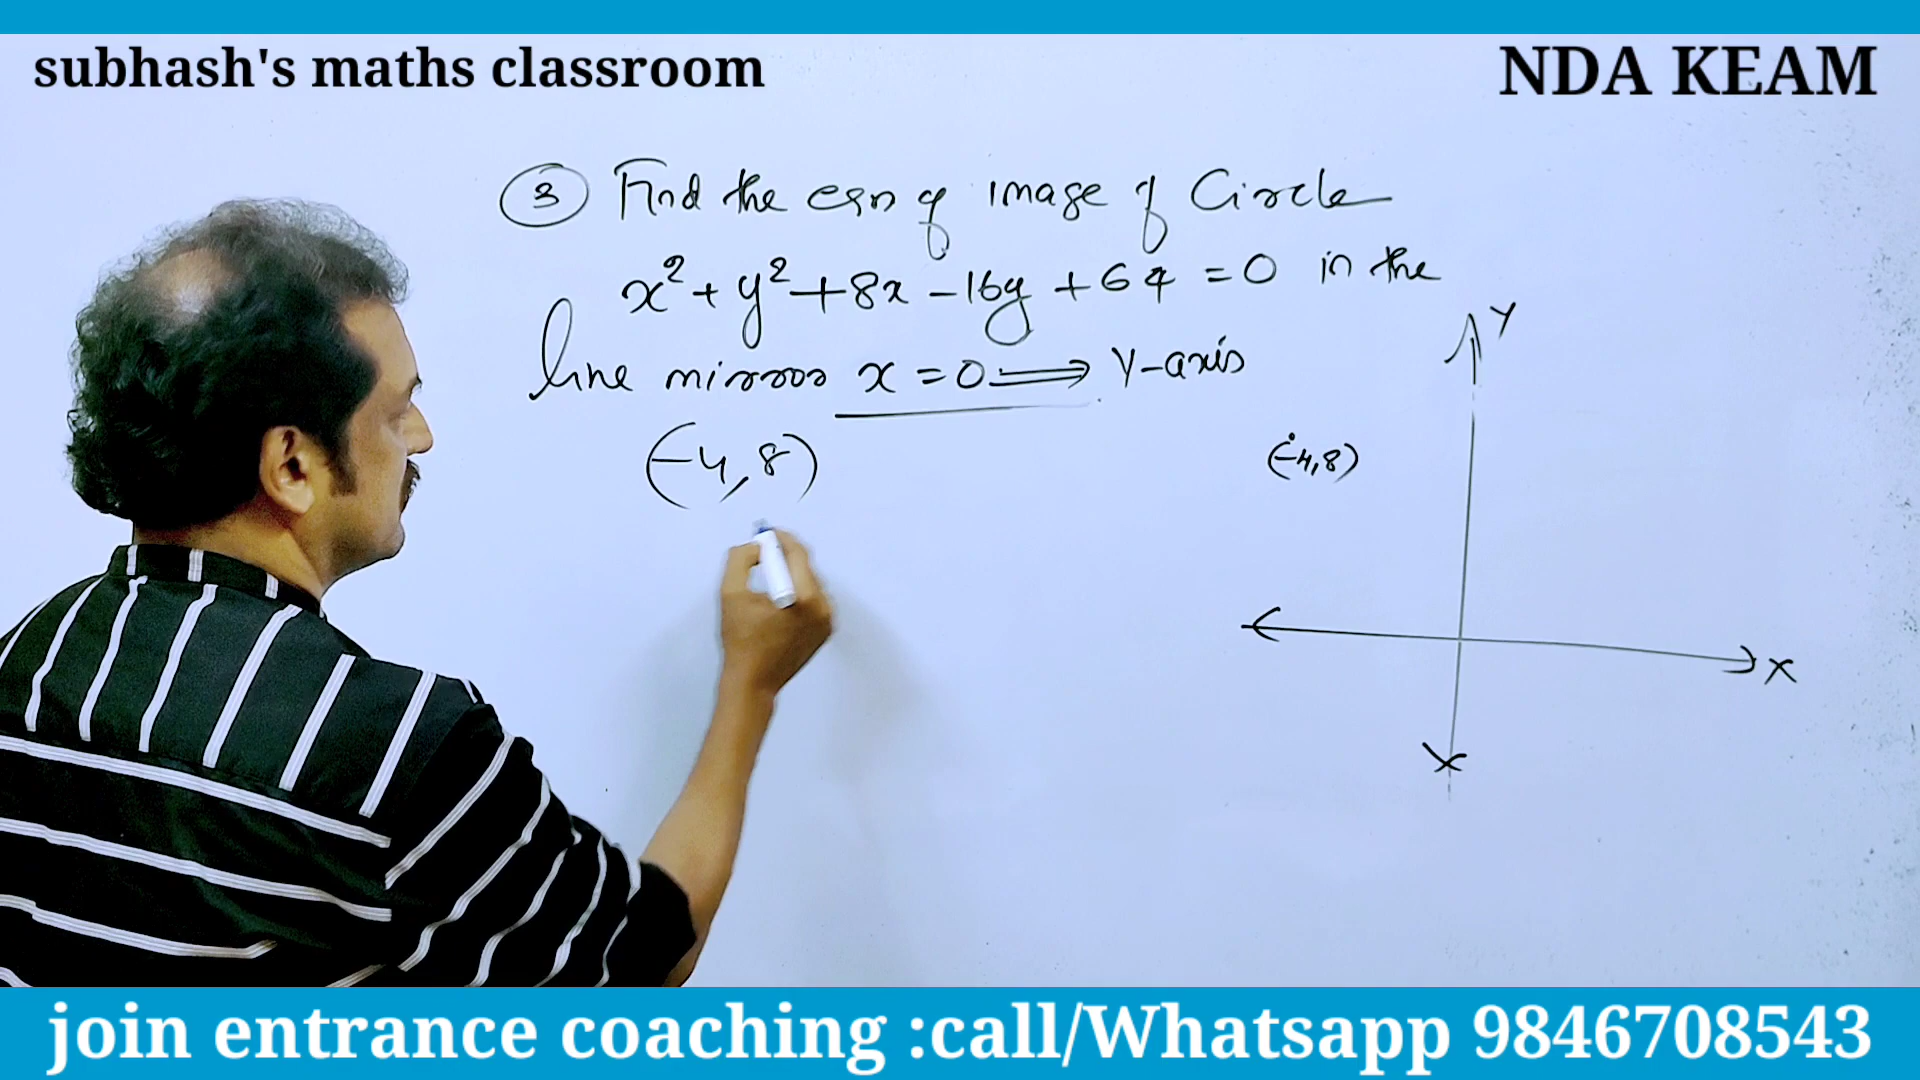 subhash's maths classroom
NDA KEAM
③ Find the eqn of image of Circle
x² + y² + 8x - 16y + 64 = 0 in the
line mirror x = 0 ⟹ Y-axis
(-4, 8)
Y
(-4, 8)
X
join entrance coaching :call/Whatsapp 9846708543